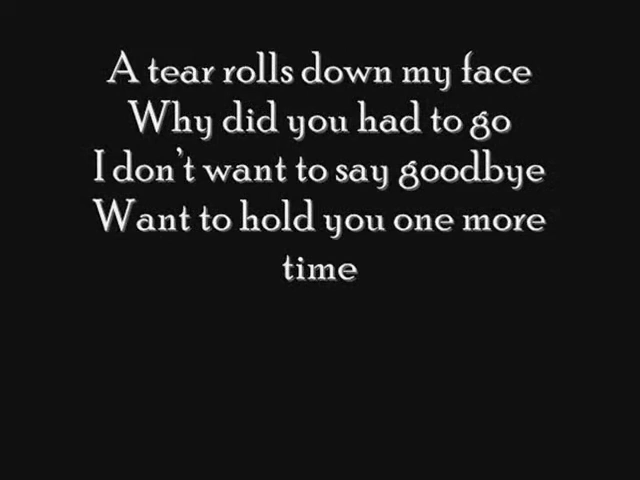 A tear rolls down my face
Why did you had to go
I don't want to say goodbye
Want to hold you one more
time